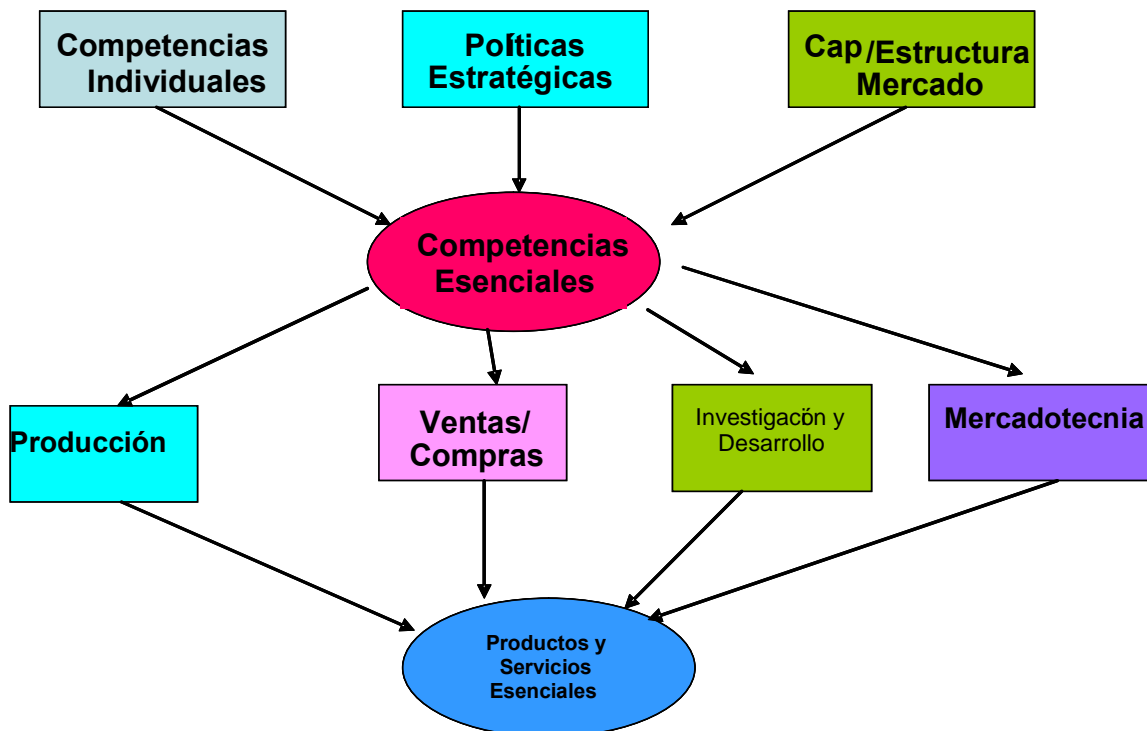 Competencias
Individuales
Políticas
Estratégicas
Cap/Estructura
Mercado
Competencias
Esenciales
Producción
Ventas/
Compras
Investigación y
Desarrollo
Mercadotecnia
Productos y
Servicios
Esenciales